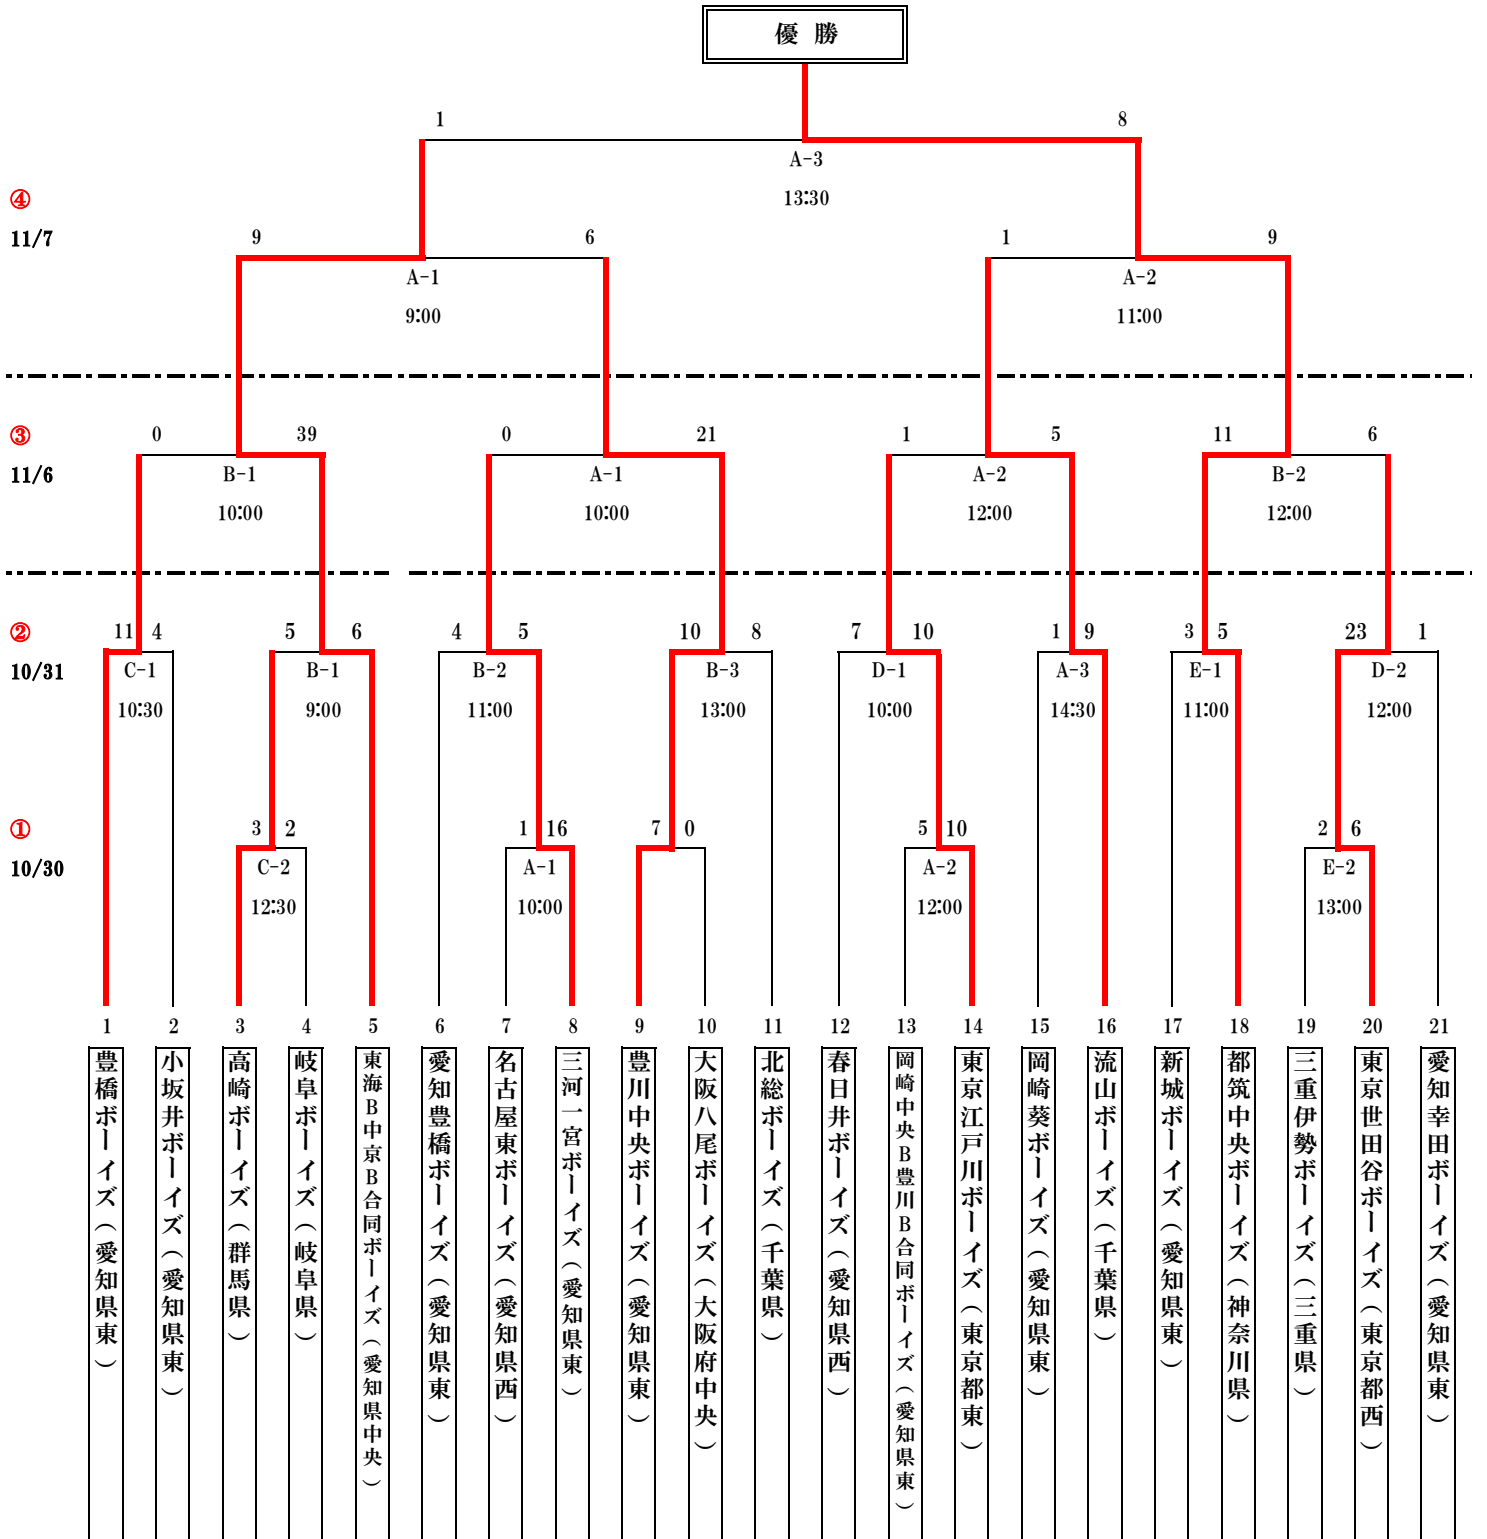 優 勝
1 8
A-3
④ 13:30
11/7 9 6 1 9
A-1 A-2
9:00 11:00
③ 0 39 0 21 1 5 11 6
11/6 B-1 A-1 A-2 B-2
10:00 10:00 12:00 12:00
② 11 4 5 6 4 5 10 8 7 10 1 9 3 5 23 1
10/31 C-1 B-1 B-2 B-3 D-1 A-3 E-1 D-2
10:30 9:00 11:00 13:00 10:00 14:30 11:00 12:00
① 3 2 1 16 7 0 5 10 2 6
10/30 C-2 A-1 A-2 E-2
12:30 10:00 12:00 13:00
1 2 3 4 5 6 7 8 9 10 11 12 13 14 15 16 17 18 19 20 21
豊橋ボーイズ(愛知県東)
小坂井ボーイズ(愛知県東)
高崎ボーイズ(群馬県)
岐阜ボーイズ(岐阜県)
東海B中京B合同ボーイズ(愛知県中央)
愛知豊橋ボーイズ(愛知県東)
名古屋東ボーイズ(愛知県西)
三河一宮ボーイズ(愛知県東)
豊川中央ボーイズ(愛知県東)
大阪八尾ボーイズ(大阪府中央)
北総ボーイズ(千葉県)
春日井ボーイズ(愛知県西)
岡崎中央B豊川B合同ボーイズ(愛知県東)
東京江戸川ボーイズ(東京都東)
岡崎葵ボーイズ(愛知県東)
流山ボーイズ(千葉県)
新城ボーイズ(愛知県東)
都筑中央ボーイズ(神奈川県)
三重伊勢ボーイズ(三重県)
東京世田谷ボーイズ(東京都西)
愛知幸田ボーイズ(愛知県東)